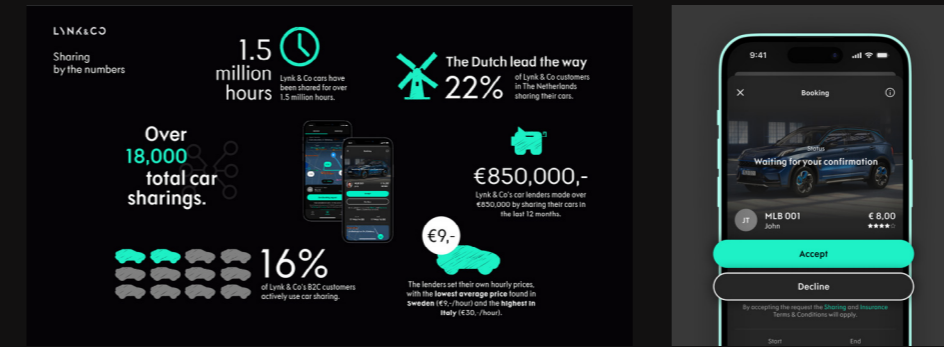 LYNK&CO
Sharing
by the numbers
1.5
million
hours
Lynk & Co cars have
been shared for over
1.5 million hours.
The Dutch lead the way
22%
of Lynk & Co customers
in The Netherlands
sharing their cars.
Over
18,000
total car
sharings.
€850,000,-
Lynk & Co's car lenders made over
€850,000 by sharing their cars in
the last 12 months.
16%
of Lynk & Co's B2C customers
actively use car sharing.
€9,-
The lenders set their own hourly prices,
with the lowest average price found in
Sweden (€9,-/hour) and the highest in
Italy (€30,-/hour).
9:41
Booking
Status
Waiting for your confirmation
JT
MLB 001
€ 8,00
John
Accept
Decline
By accepting the request the Sharing and Insurance
Terms & Conditions will apply.
Start
End